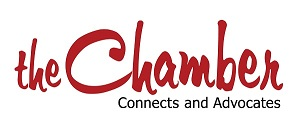 the Chamber
Connects and Advocates